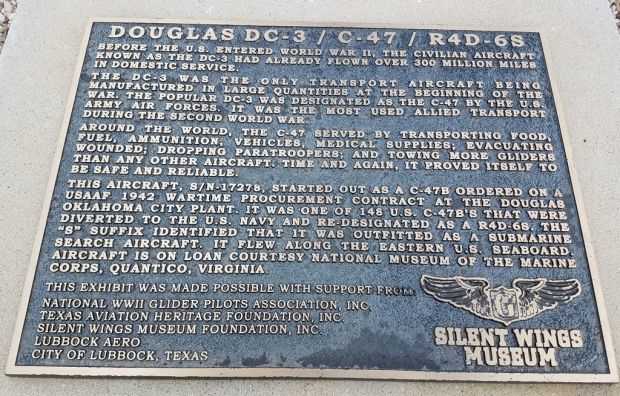 DOUGLAS DC-3 / C-47 / R4D-6S
BEFORE THE U.S. ENTERED WORLD WAR II, THE CIVILIAN AIRCRAFT
KNOWN AS THE DC-3 HAD ALREADY FLOWN OVER 300 MILLION MILES
IN DOMESTIC SERVICE.
THE DC-3 WAS THE ONLY TRANSPORT AIRCRAFT BEING
MANUFACTURED IN LARGE QUANTITIES AT THE BEGINNING OF THE
WAR. THE POPULAR DC-3 WAS DESIGNATED AS THE C-47 BY THE U.S.
ARMY AIR FORCES. IT WAS THE MOST USED ALLIED TRANSPORT
DURING THE SECOND WORLD WAR.
AROUND THE WORLD, THE C-47 SERVED BY TRANSPORTING FOOD,
FUEL, AMMUNITION, VEHICLES, MEDICAL SUPPLIES; EVACUATING
WOUNDED; DROPPING PARATROOPERS; AND TOWING MORE GLIDERS
THAN ANY OTHER AIRCRAFT. TIME AND AGAIN, IT PROVED ITSELF TO
BE SAFE AND RELIABLE.
THIS AIRCRAFT, S/N-17278, STARTED OUT AS A C-47B ORDERED ON A
USAAF 1942 WARTIME PROCUREMENT CONTRACT AT THE DOUGLAS
OKLAHOMA CITY PLANT. IT WAS ONE OF 148 U.S. C-47B'S THAT WERE
DIVERTED TO THE U.S. NAVY AND RE-DESIGNATED AS A R4D-6S. THE
"S" SUFFIX IDENTIFIED THAT IT WAS OUTFITTED AS A SUBMARINE
SEARCH AIRCRAFT. IT FLEW ALONG THE EASTERN U.S. SEABOARD.
AIRCRAFT IS ON LOAN COURTESY NATIONAL MUSEUM OF THE MARINE
CORPS, QUANTICO, VIRGINIA.
THIS EXHIBIT WAS MADE POSSIBLE WITH SUPPORT FROM
NATIONAL WWII GLIDER PILOTS ASSOCIATION, INC.
TEXAS AVIATION HERITAGE FOUNDATION, INC.
SILENT WINGS MUSEUM FOUNDATION, INC.
LUBBOCK AERO
CITY OF LUBBOCK, TEXAS
G
SILENT WINGS
MUSEUM